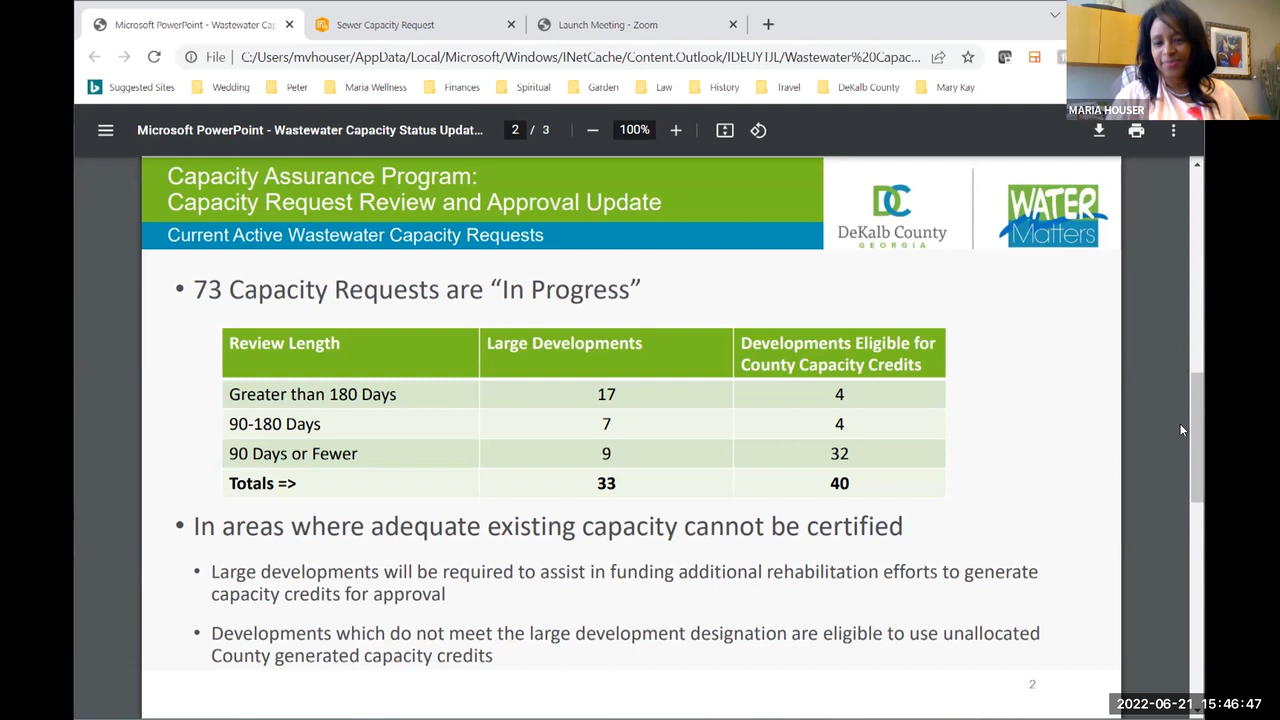 Microsoft PowerPoint - Wastewater Cap
Sewer Capacity Request
Launch Meeting - Zoom
File
C:/Users/mvhouser/AppData/Local/Microsoft/Windows/INetCache/Content.Outlook/IDEUYTJL/Wastewater%20Capac...
Suggested Sites
Wedding
Peter
Maria Wellness
Finances
Spiritual
Garden
Law
History
Travel
DeKalb County
Mary Kay
MARIA HOUSER
Microsoft PowerPoint - Wastewater Capacity Status Updat...
2 / 3
100%
Capacity Assurance Program:
Capacity Request Review and Approval Update
Current Active Wastewater Capacity Requests
DC
DeKalb County
GEORGIA
WATER
Matters
• 73 Capacity Requests are “In Progress”
Review Length Large Developments Developments Eligible for
County Capacity Credits
Greater than 180 Days 17 4
90-180 Days 7 4
90 Days or Fewer 9 32
Totals => 33 40
• In areas where adequate existing capacity cannot be certified
• Large developments will be required to assist in funding additional rehabilitation efforts to generate
capacity credits for approval
• Developments which do not meet the large development designation are eligible to use unallocated
County generated capacity credits
2
2022-06-21 15:46:47